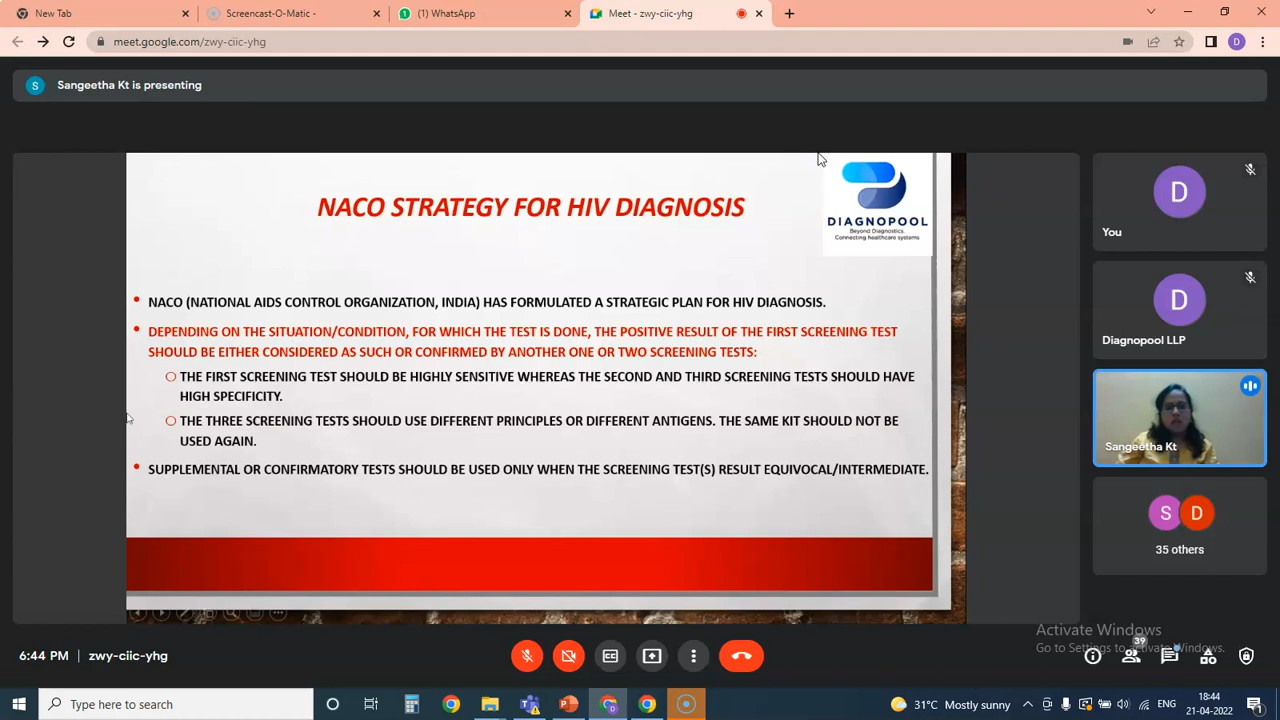 New Tab
Screencast-O-Matic
(1) WhatsApp
Meet - zwy-ciic-yhg
meet.google.com/zwy-ciic-yhg
D
S
Sangeetha Kt is presenting
NACO STRATEGY FOR HIV DIAGNOSIS
DIAGNOPOOL
Beyond Diagnostics.
Connecting healthcare systems
NACO (NATIONAL AIDS CONTROL ORGANIZATION, INDIA) HAS FORMULATED A STRATEGIC PLAN FOR HIV DIAGNOSIS.
DEPENDING ON THE SITUATION/CONDITION, FOR WHICH THE TEST IS DONE, THE POSITIVE RESULT OF THE FIRST SCREENING TEST
SHOULD BE EITHER CONSIDERED AS SUCH OR CONFIRMED BY ANOTHER ONE OR TWO SCREENING TESTS:
THE FIRST SCREENING TEST SHOULD BE HIGHLY SENSITIVE WHEREAS THE SECOND AND THIRD SCREENING TESTS SHOULD HAVE
HIGH SPECIFICITY.
THE THREE SCREENING TESTS SHOULD USE DIFFERENT PRINCIPLES OR DIFFERENT ANTIGENS. THE SAME KIT SHOULD NOT BE
USED AGAIN.
SUPPLEMENTAL OR CONFIRMATORY TESTS SHOULD BE USED ONLY WHEN THE SCREENING TEST(S) RESULT EQUIVOCAL/INTERMEDIATE.
D
You
D
Diagnopool LLP
Sangeetha Kt
S D
35 others
Activate Windows
Go to Settings to activate Windows.
6:44 PM | zwy-ciic-yhg
39
Type here to search
31°C Mostly sunny
ENG
18:44
21-04-2022